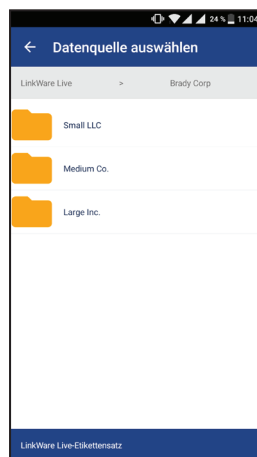 24 % 11:04
Datenquelle auswählen
LinkWare Live > Brady Corp
Small LLC
Medium Co.
Large Inc.
LinkWare Live-Etikettensatz